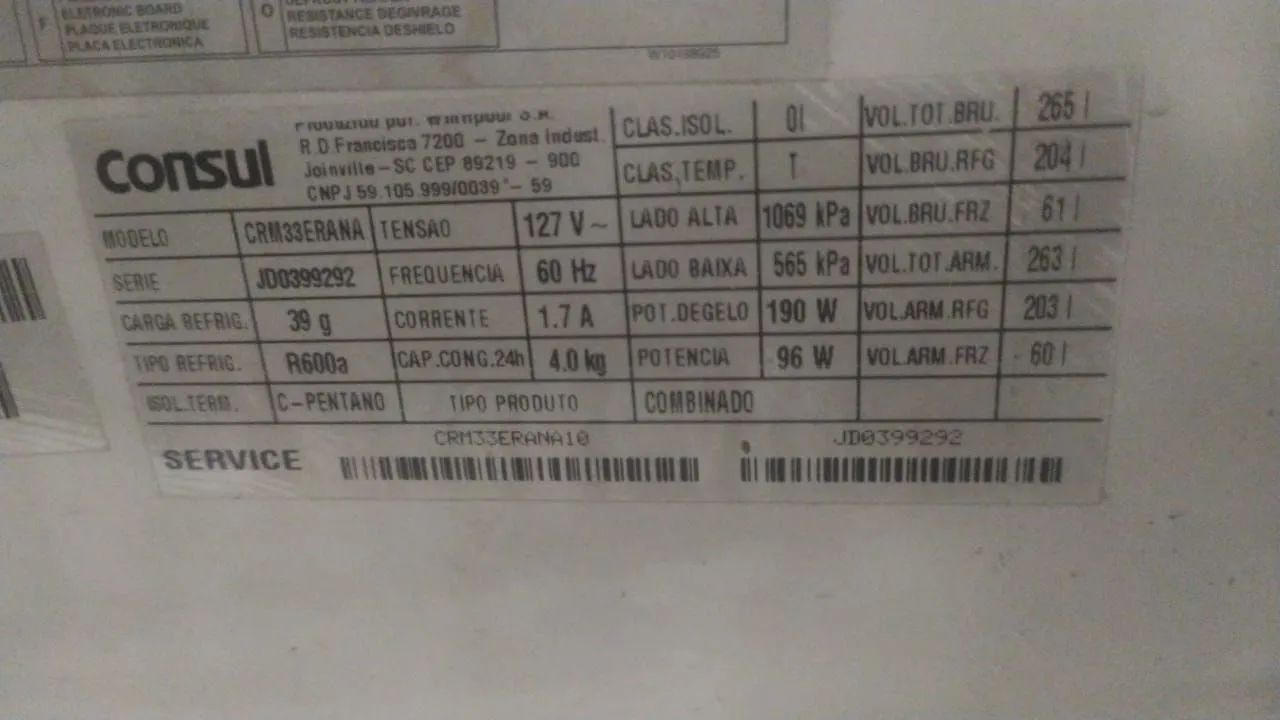 F
ELETRONIC BOARD
PLAQUE ELETRONIQUE
PLACA ELECTRONICA
O
RESISTANCE DEGIVRAGE
RESISTENCIA DESHIELO
Consul
Produzido por: Whirlpool S.A.
R.D.Francisca 7200 – Zona Indust.
Joinville–SC CEP 89219 – 900
CNPJ 59.105.999/0039 – 59
CLAS.ISOL. 0I VOL.TOT.BRU. 265 l
CLAS.TEMP. T VOL.BRU.RFG 204 l
MODELO CRM33ERANA TENSAO 127 V~ LADO ALTA 1069 kPa VOL.BRU.FRZ 61 l
SERIE JD0399292 FREQUENCIA 60 Hz LADO BAIXA 565 kPa VOL.TOT.ARM. 263 l
CARGA REFRIG. 39 g CORRENTE 1.7 A POT.DEGELO 190 W VOL.ARM.RFG 203 l
TIPO REFRIG. R600a CAP.CONG.24h 4.0 kg POTENCIA 96 W VOL.ARM.FRZ 60 l
ISOL.TERM. C-PENTANO TIPO PRODUTO COMBINADO
SERVICE CRM33ERANA10 JD0399292